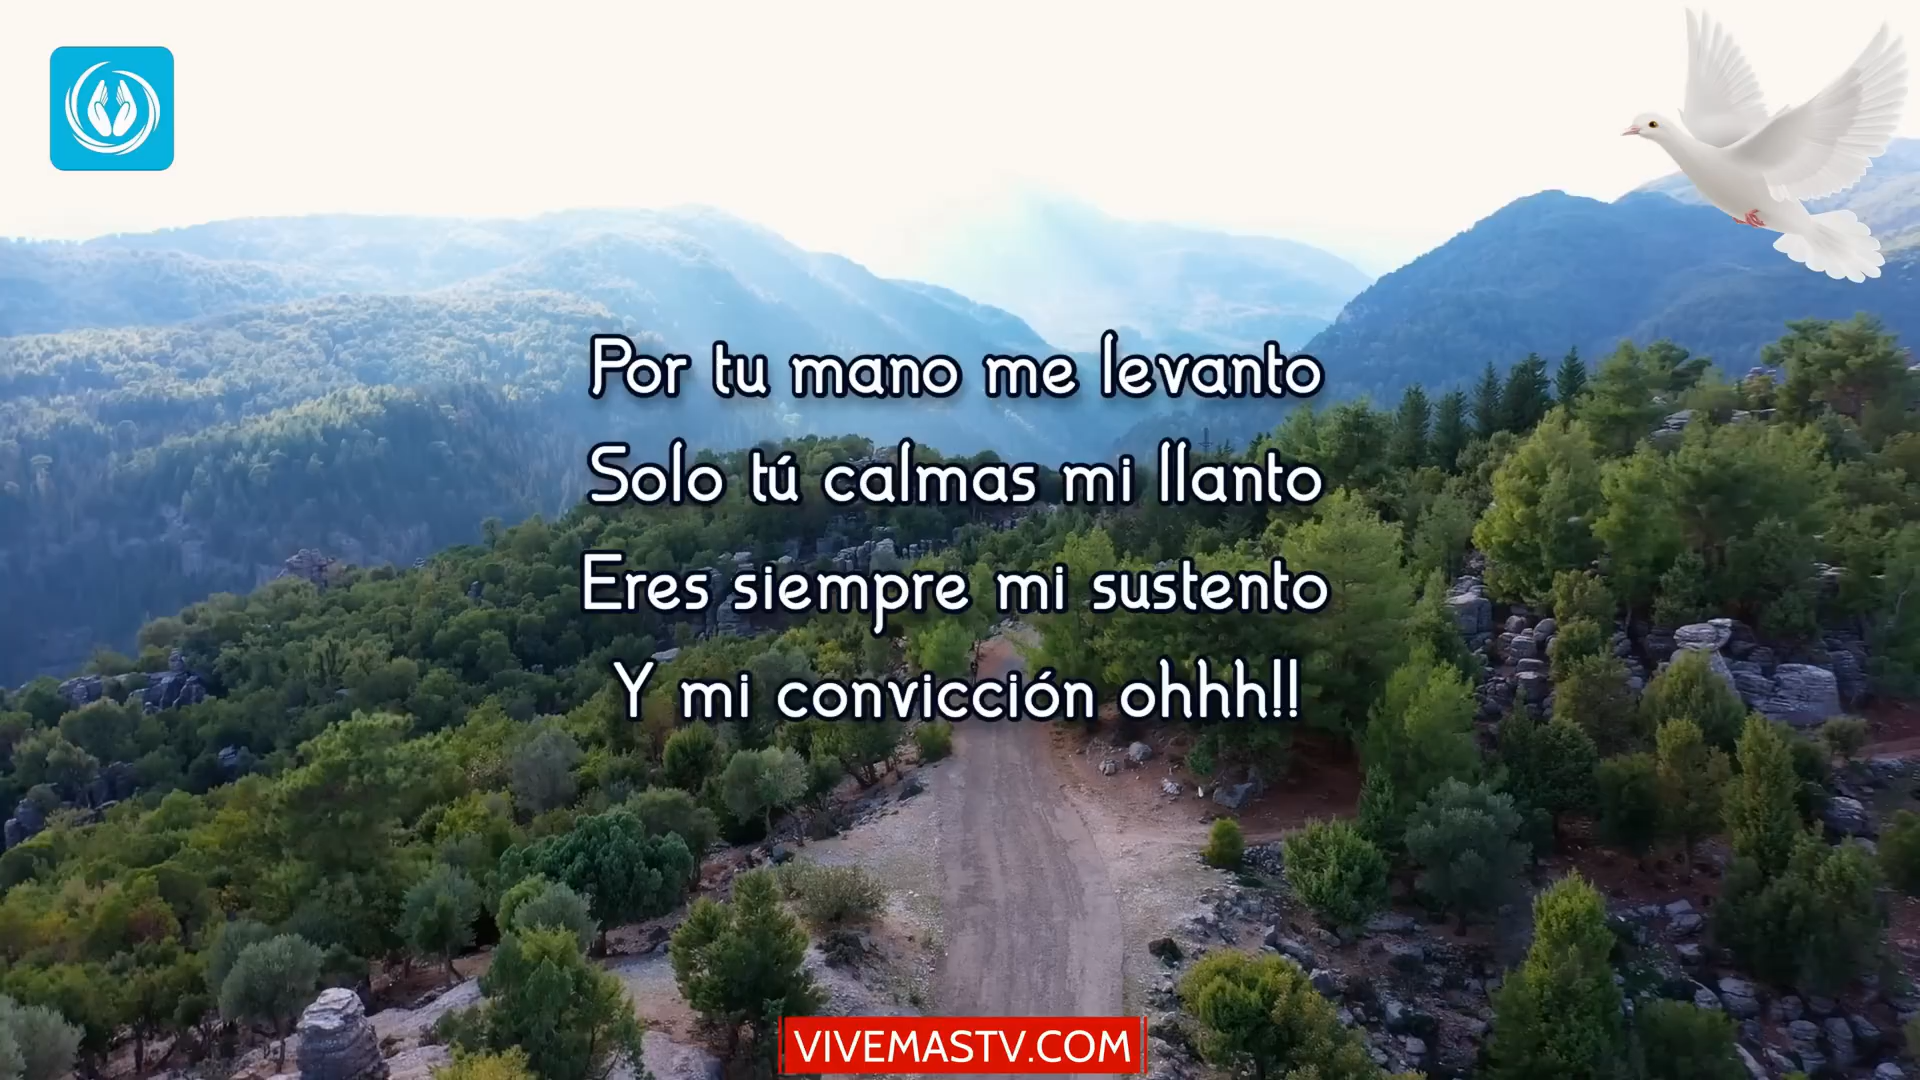 Por tu mano me levanto
Solo tú calmas mi llanto
Eres siempre mi sustento
Y mi convicción ohhh!!
VIVEMASTV.COM